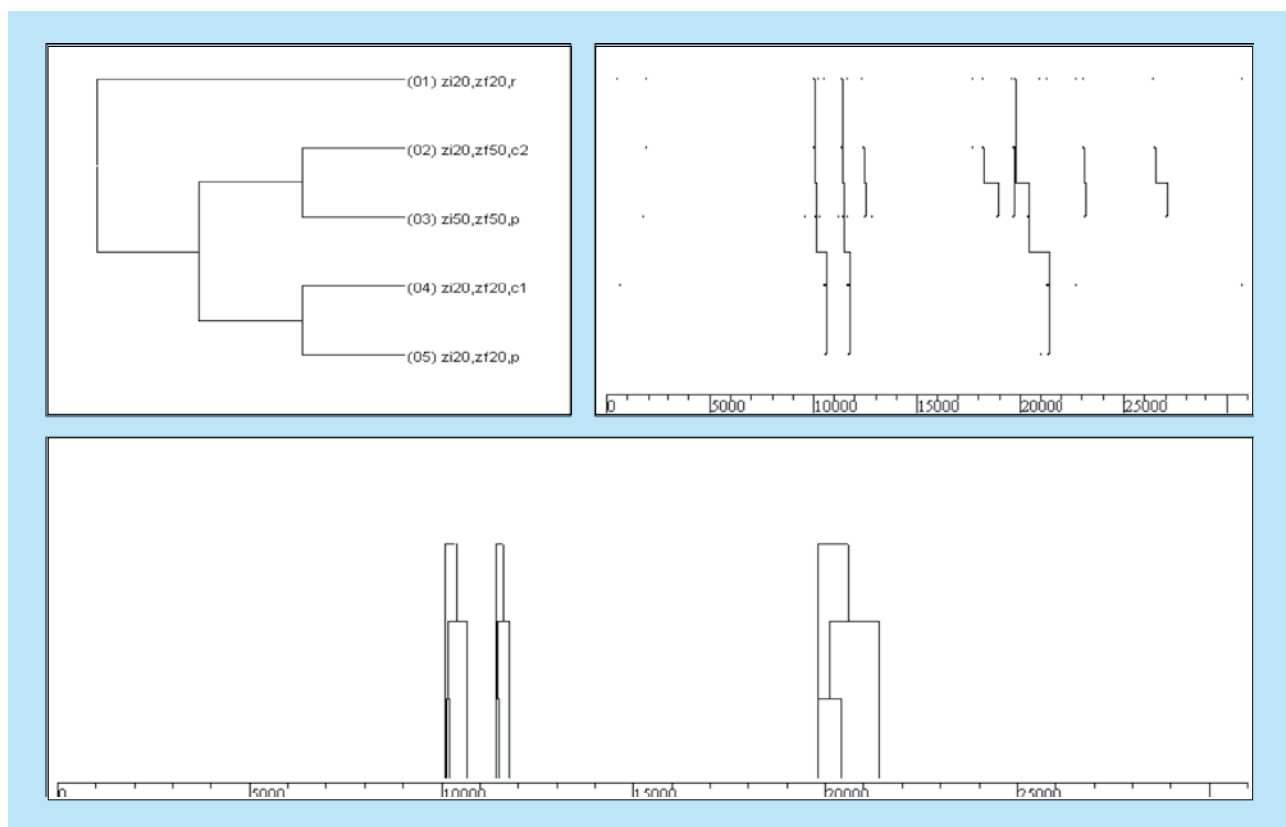 (01) zi20,zf20,r
(02) zi20,zf50,c2
(03) zi50,zf50,p
(04) zi20,zf20,c1
(05) zi20,zf20,p
0 5000 10000 15000 20000 25000
0 5000 10000 15000 20000 25000